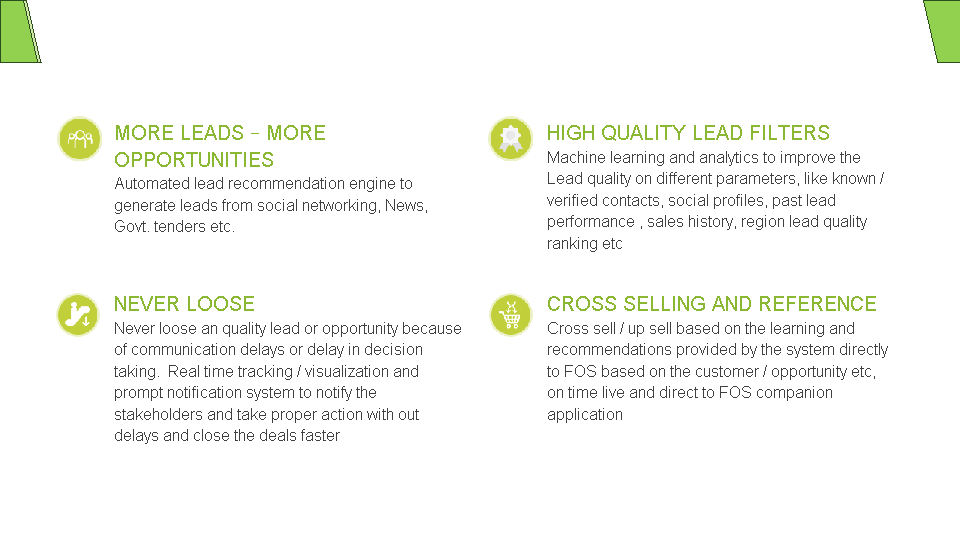 MORE LEADS – MORE
OPPORTUNITIES
Automated lead recommendation engine to
generate leads from social networking, News,
Govt. tenders etc.
HIGH QUALITY LEAD FILTERS
Machine learning and analytics to improve the
Lead quality on different parameters, like known /
verified contacts, social profiles, past lead
performance , sales history, region lead quality
ranking etc
NEVER LOOSE
Never loose an quality lead or opportunity because
of communication delays or delay in decision
taking.  Real time tracking / visualization and
prompt notification system to notify the
stakeholders and take proper action with out
delays and close the deals faster
CROSS SELLING AND REFERENCE
Cross sell / up sell based on the learning and
recommendations provided by the system directly
to FOS based on the customer / opportunity etc,
on time live and direct to FOS companion
application